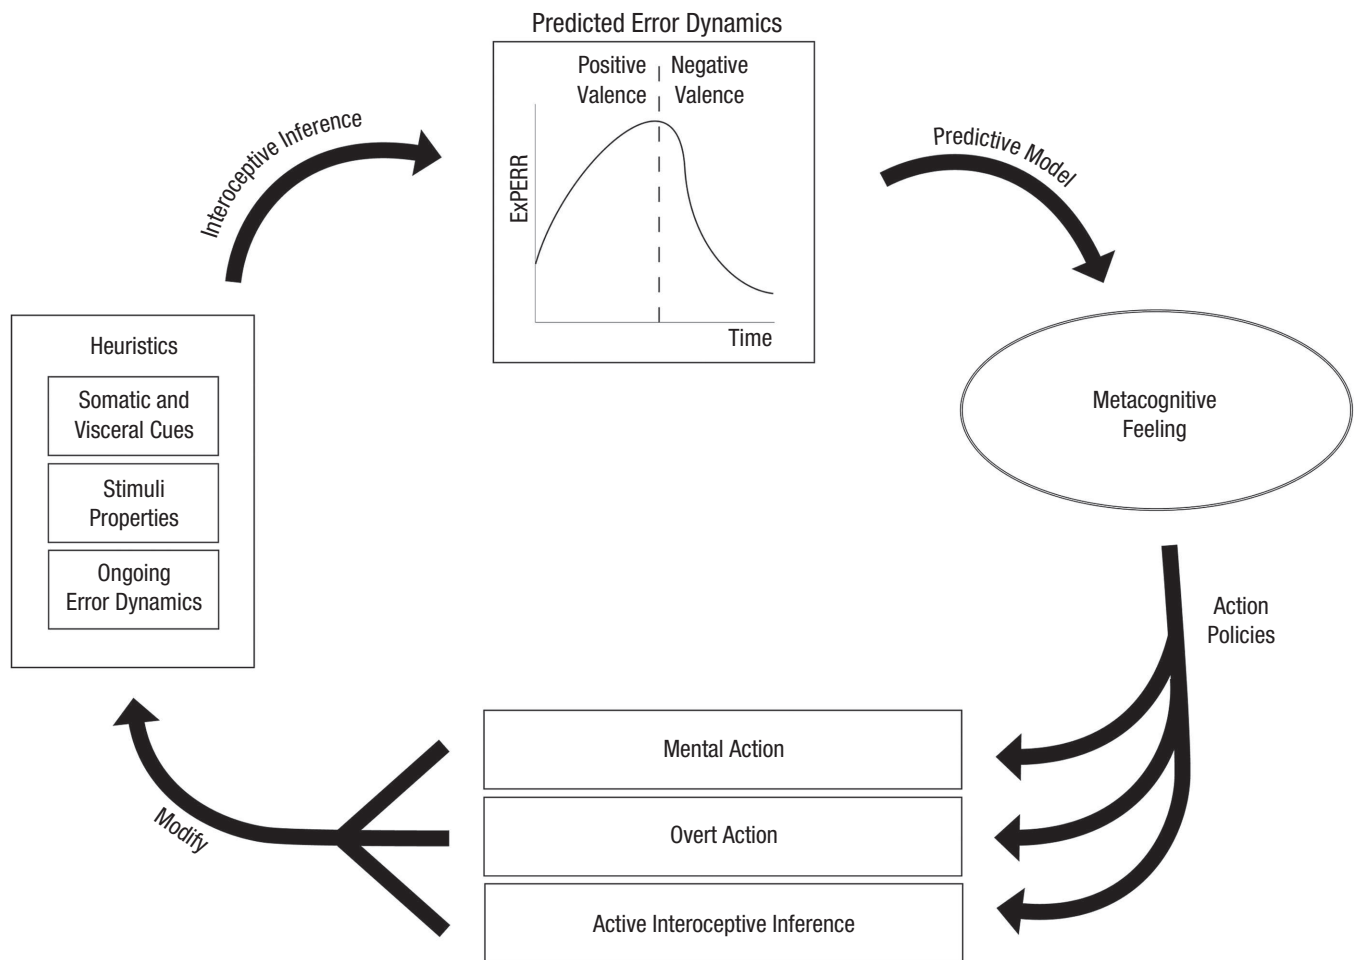 Predicted Error Dynamics
Positive
Valence
Negative
Valence
ExPERR
Time
Interoceptive Inference
Predictive Model
Heuristics
Somatic and
Visceral Cues
Stimuli
Properties
Ongoing
Error Dynamics
Metacognitive
Feeling
Action
Policies
Mental Action
Overt Action
Active Interoceptive Inference
Modify